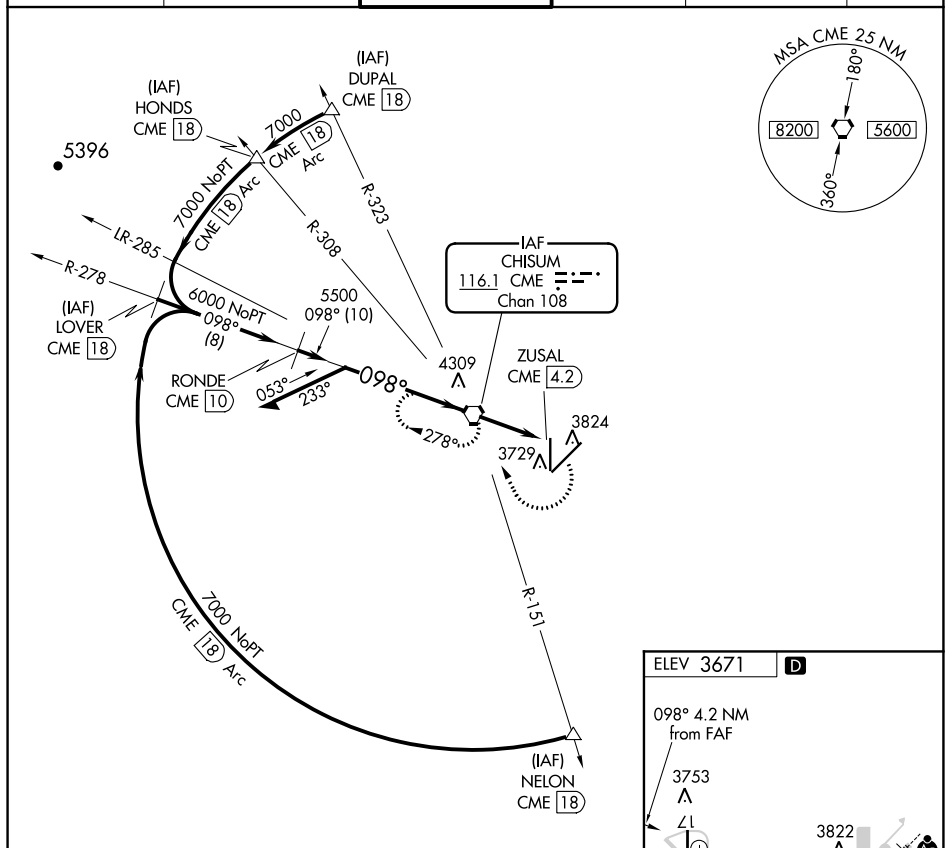 (IAF)
DUPAL
CME 18
(IAF)
HONDS
CME 18
7000
CME 18
Arc
5396
7000 NoPT
CME 18 Arc
R-323
R-308
LR-285
R-278
(IAF)
LOVER
CME 18
6000 NoPT
098°
(8)
5500
098° (10)
RONDE
CME 10
053°
233°
098°
278°
IAF
CHISUM
116.1 CME
Chan 108
4309
ZUSAL
CME 4.2
3729
3824
R-151
7000 NoPT
CME 18 Arc
(IAF)
NELON
CME 18
MSA CME 25 NM
180°
8200
5600
360°
ELEV 3671
D
098° 4.2 NM
from FAF
3753
17
3822